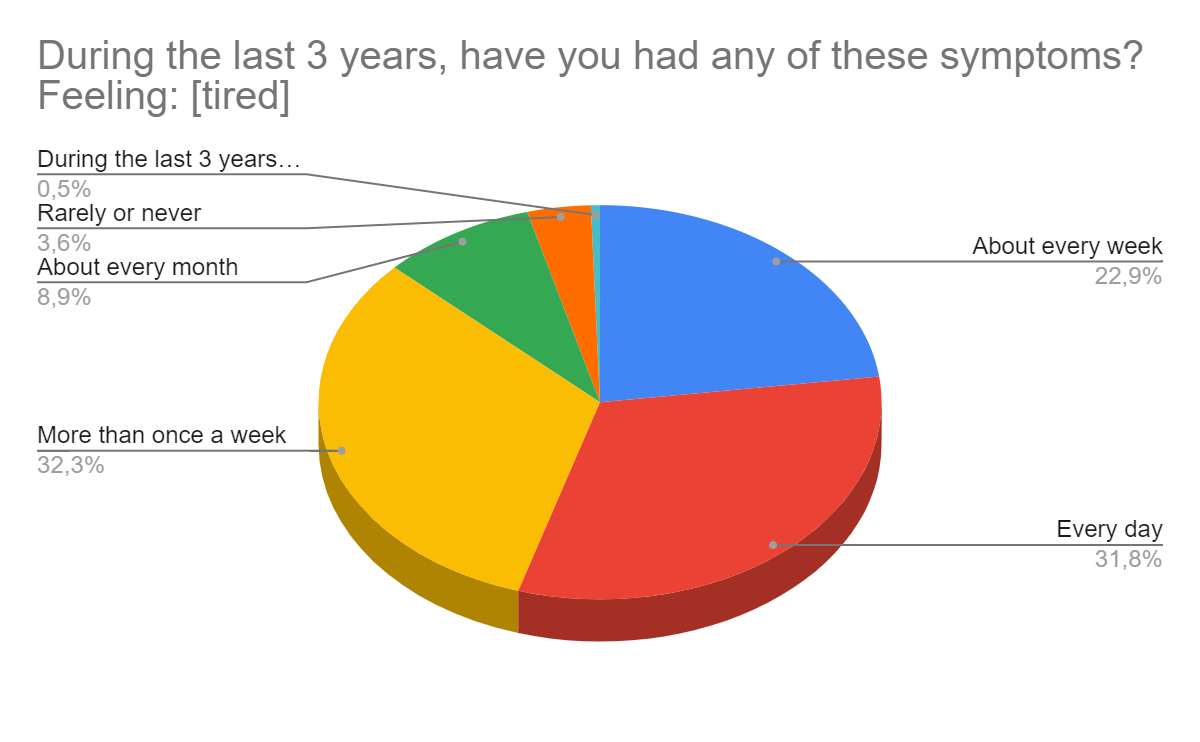 During the last 3 years, have you had any of these symptoms?
Feeling: [tired]
During the last 3 years…
0,5%
Rarely or never
3,6%
About every month
8,9%
More than once a week
32,3%
About every week
22,9%
Every day
31,8%